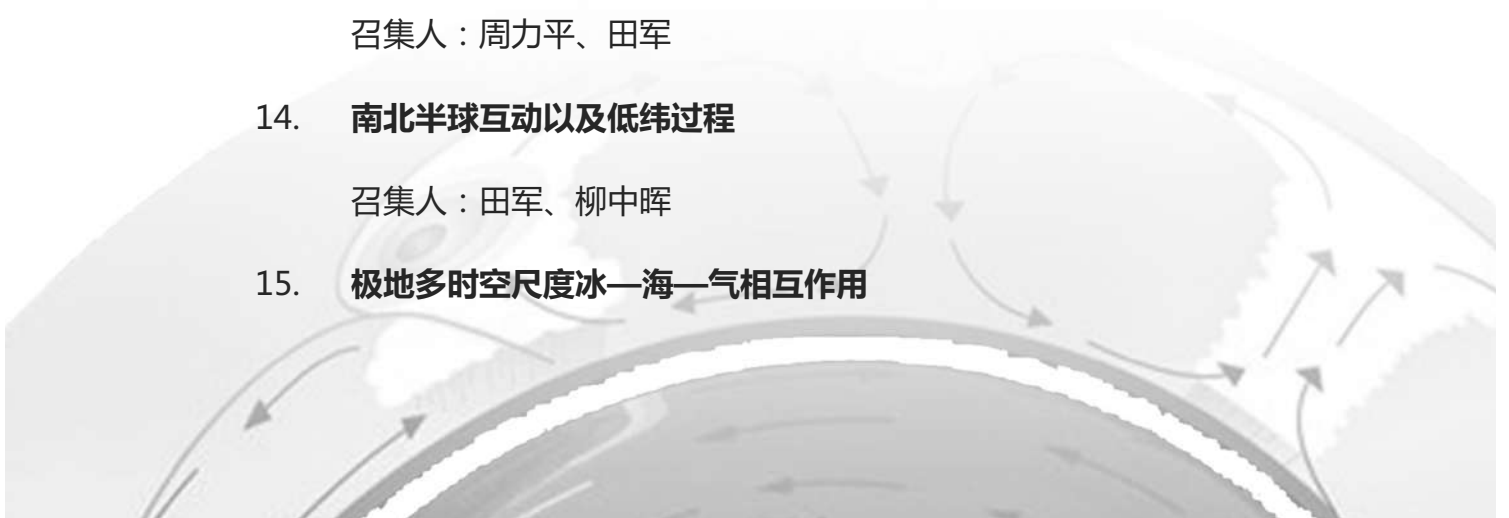 召集人：周力平、田军
14. 南北半球互动以及低纬过程
召集人：田军、柳中晖
15. 极地多时空尺度冰—海—气相互作用